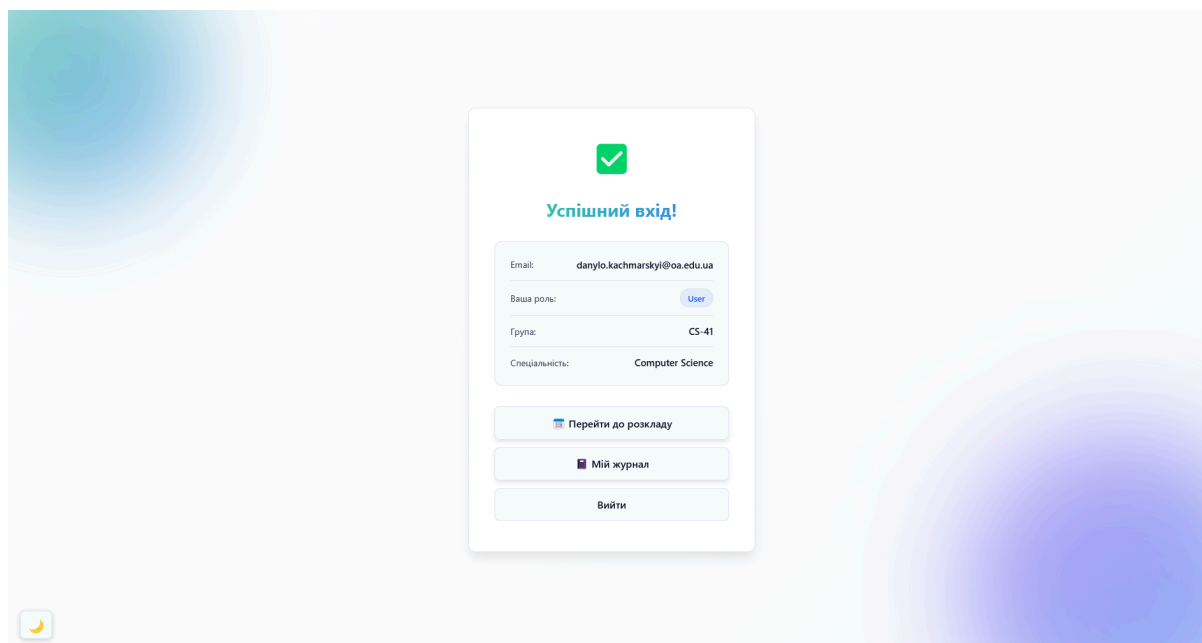 Успішний вхід!
Email: danylo.kachmarskyi@oa.edu.ua
Ваша роль: User
Група: CS-41
Спеціальність: Computer Science
Перейти до розкладу
Мій журнал
Вийти